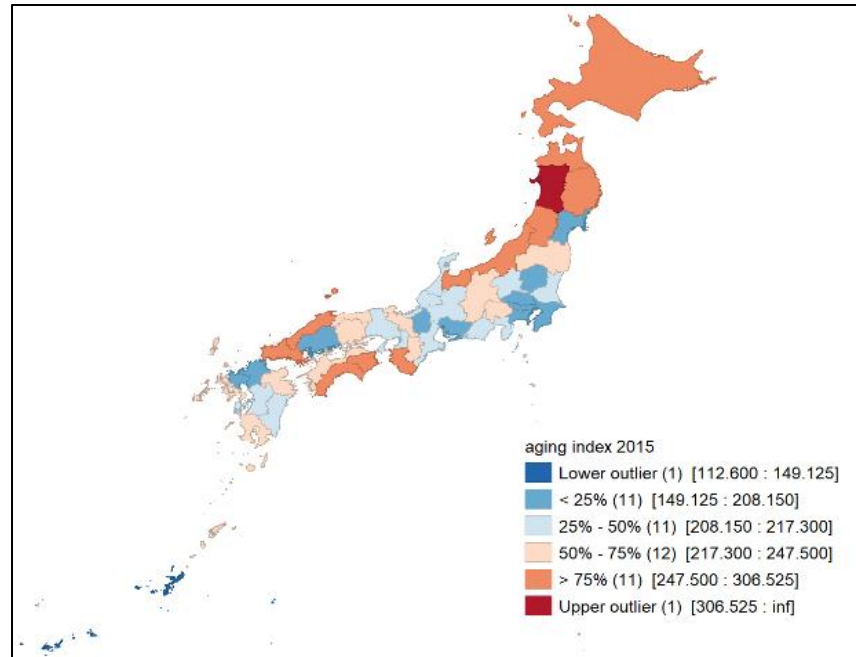 aging index 2015
Lower outlier (1)  [112.600 : 149.125]
< 25% (11)  [149.125 : 208.150]
25% - 50% (11)  [208.150 : 217.300]
50% - 75% (12)  [217.300 : 247.500]
> 75% (11)  [247.500 : 306.525]
Upper outlier (1)  [306.525 : inf]